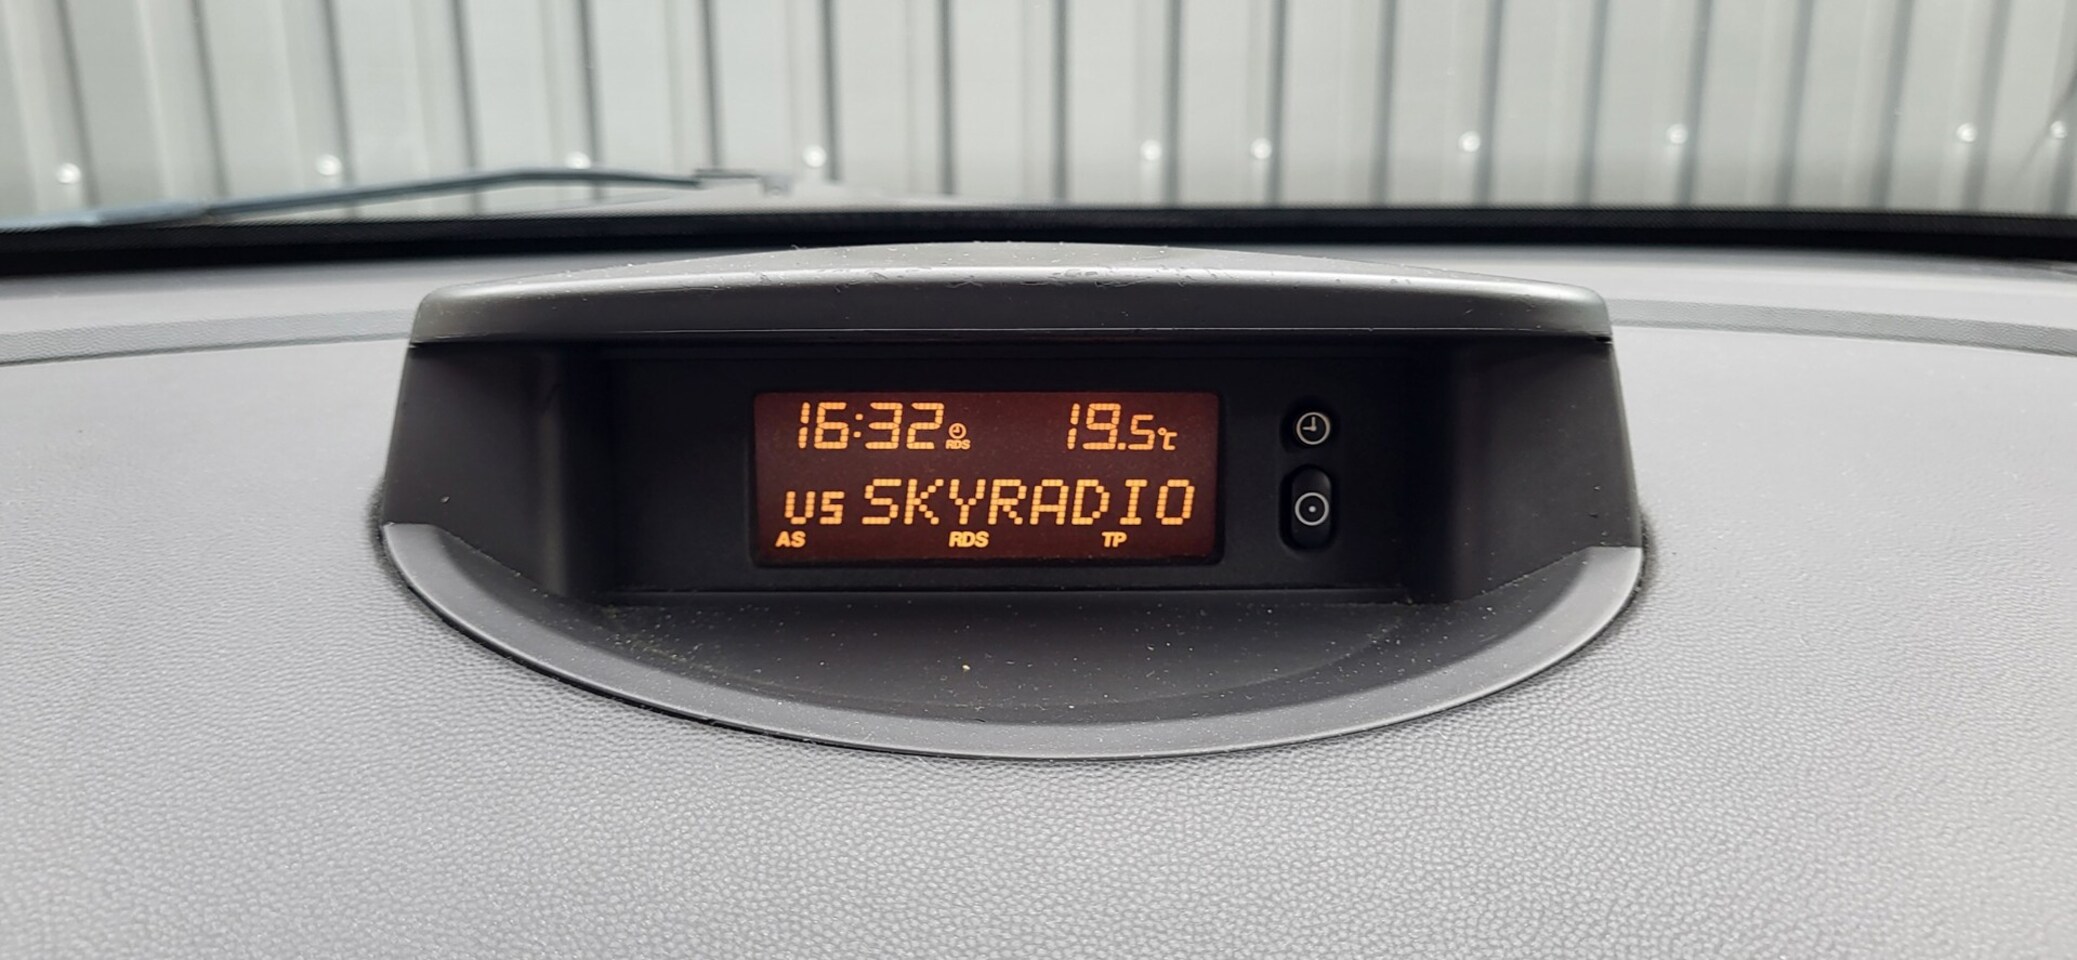 16:32 RDS 19.5°C
U5 SKYRADIO
AS RDS TP